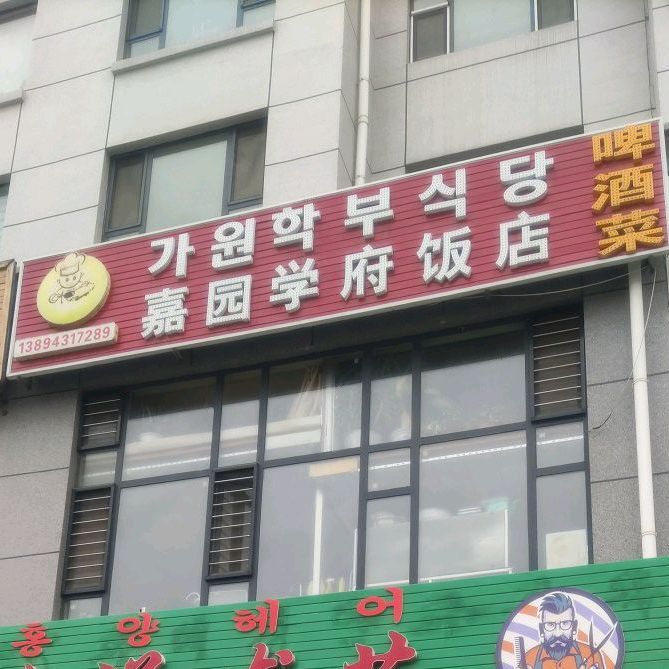 가원학부식당
嘉园学府饭店
啤酒菜
13894317289
홍양헤어